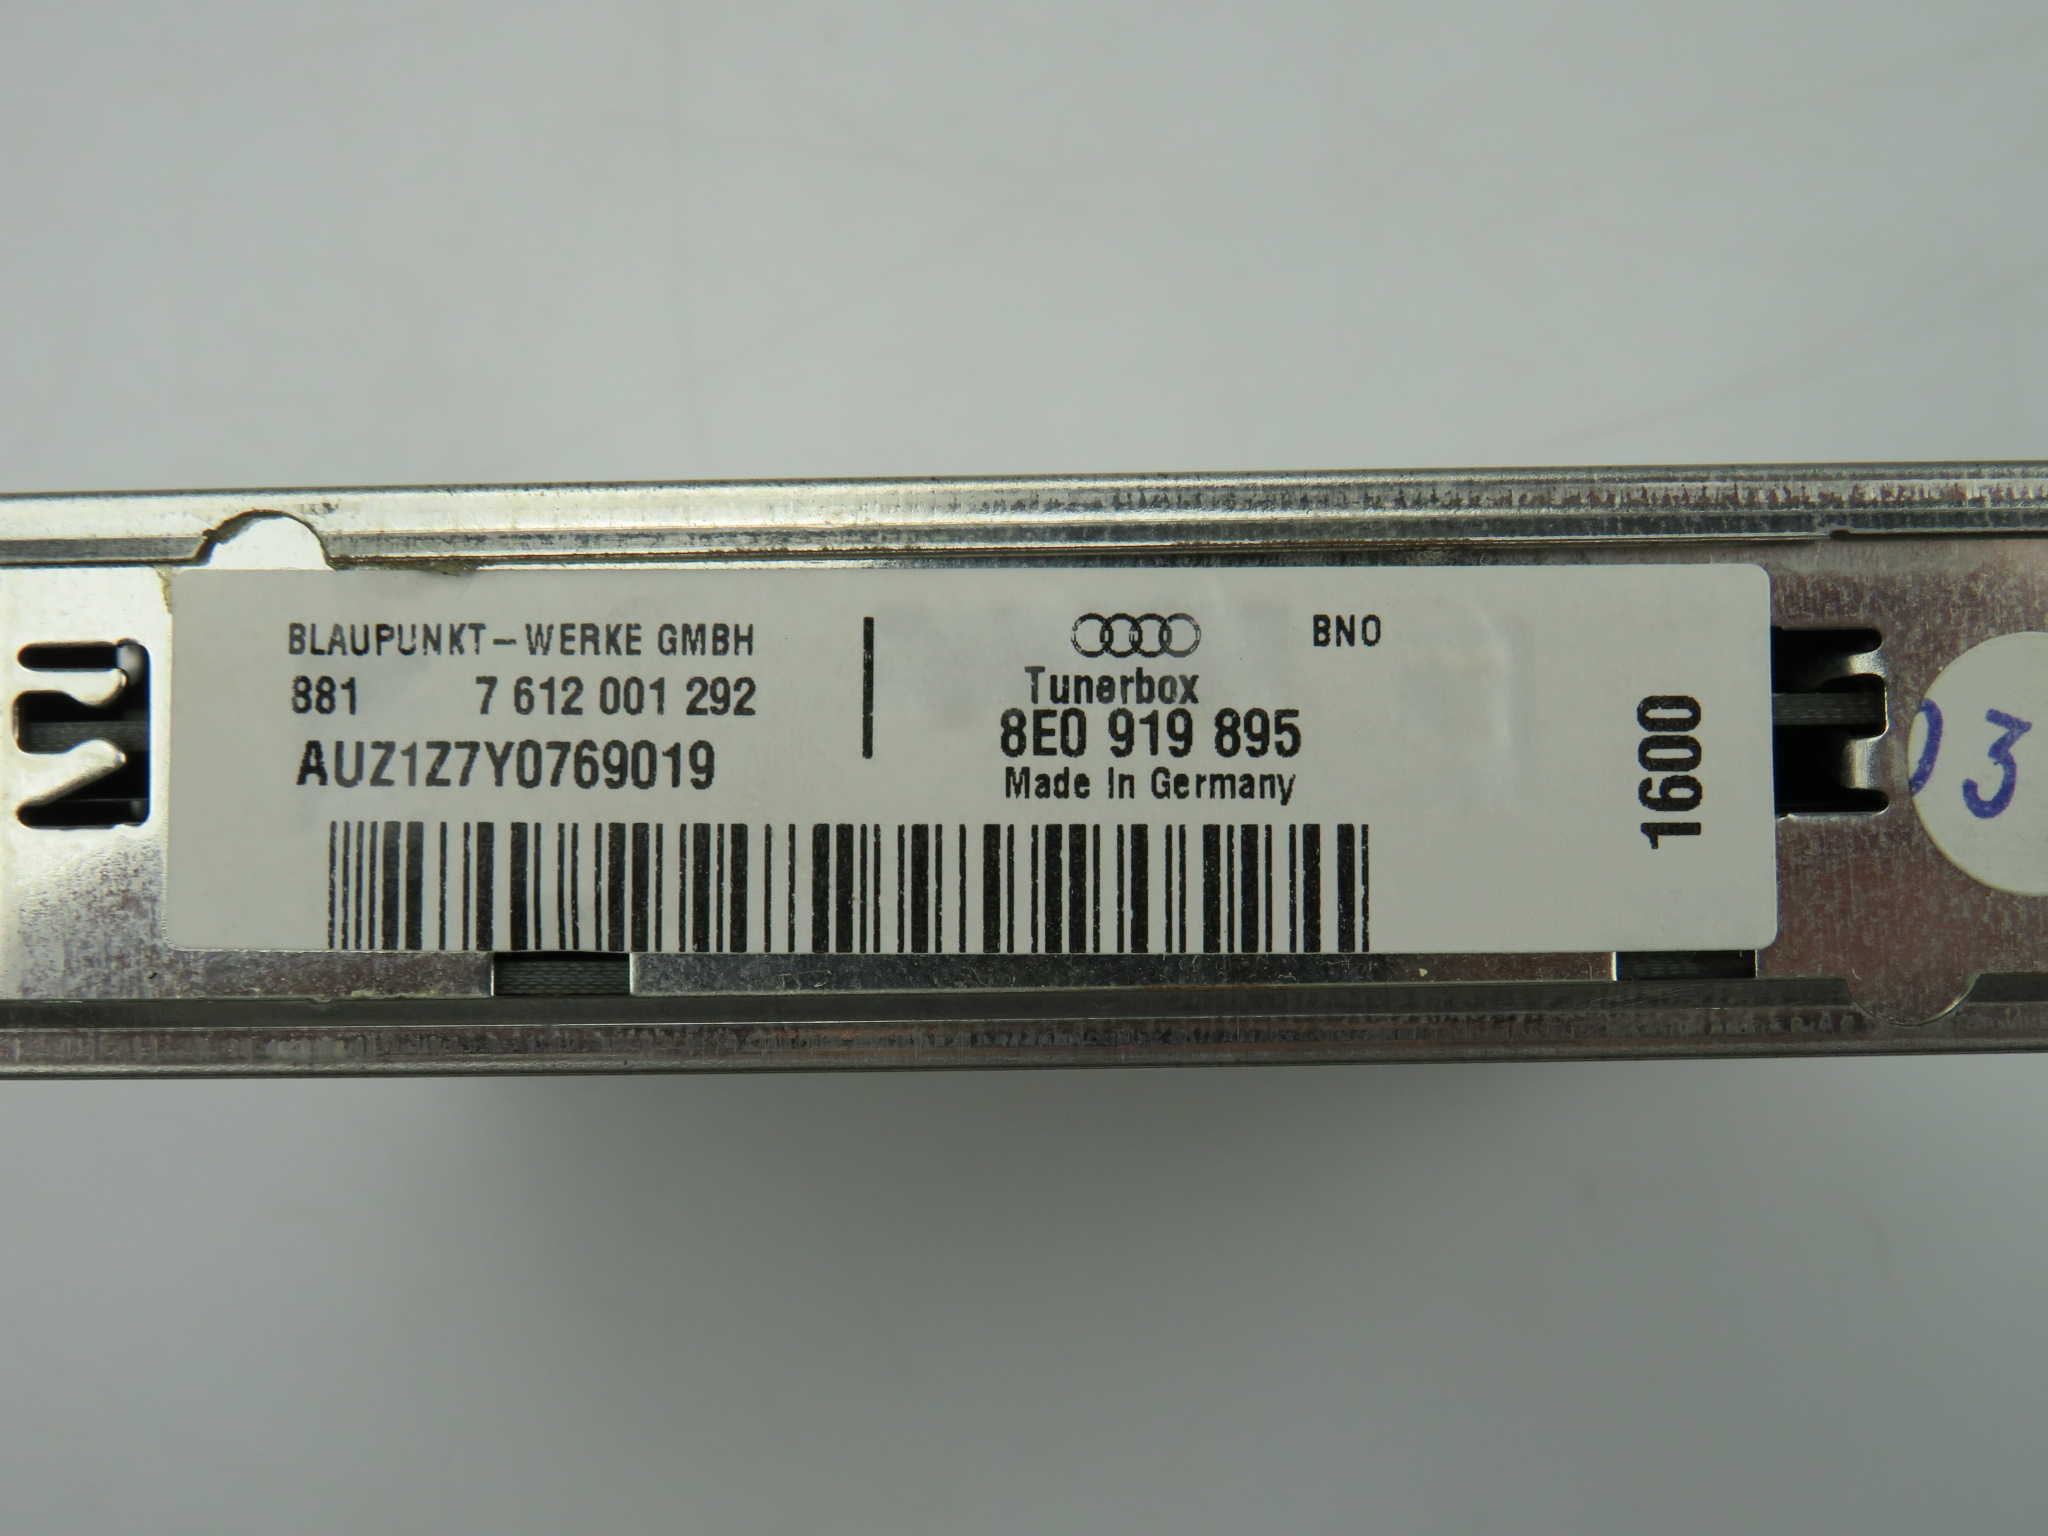 BLAUPUNKT-WERKE GMBH
881 7 612 001 292
AUZ1Z7Y0769019
BNO
Tunerbox
8E0 919 895
Made In Germany
1600
03